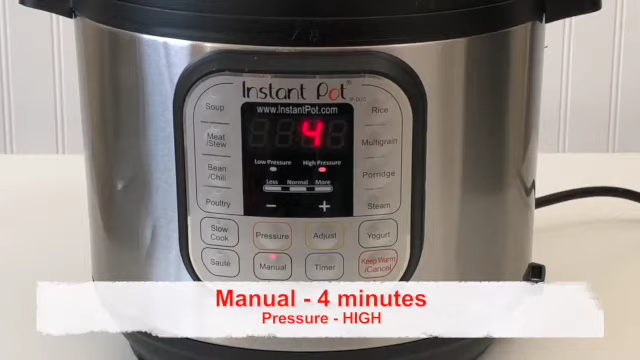 Instant Pot®
IP-DUO
www.InstantPot.com
4
Soup
Meat
/Stew
Bean
/Chili
Poultry
Rice
Multigrain
Porridge
Steam
Low Pressure High Pressure
Less Normal More
− +
Slow
Cook
Pressure
Adjust
Yogurt
Sauté
Manual
Timer
Keep Warm
/Cancel
Manual - 4 minutes
Pressure - HIGH